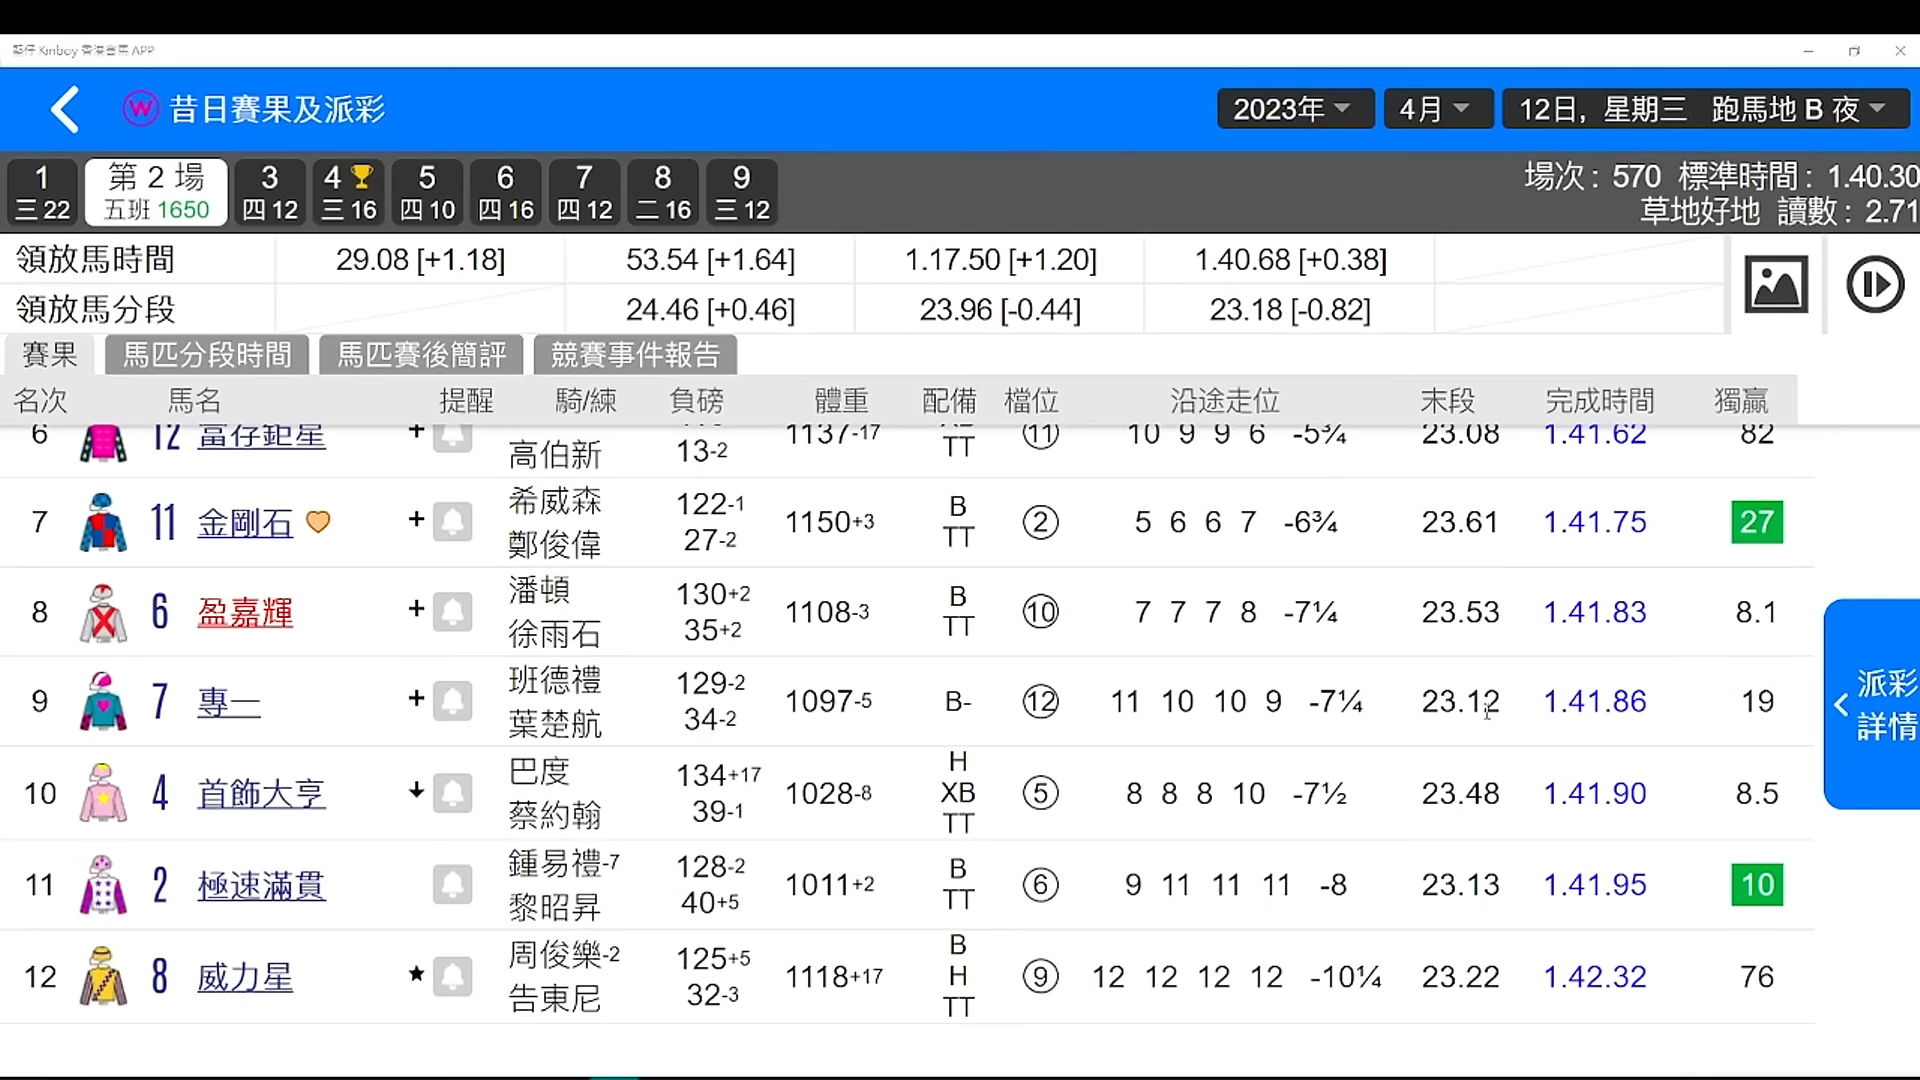 堅仔 Kinboy 香港賽馬 APP
昔日賽果及派彩 2023年 4月 12日, 星期三 跑馬地 B 夜
1 第 2 場 3 4 5 6 7 8 9
三 22 五班 1650 四 12 三 16 四 10 四 16 四 12 二 16 三 12
場次 : 570 標準時間 : 1.40.30
草地好地 讀數 : 2.71
領放馬時間 29.08 [+1.18] 53.54 [+1.64] 1.17.50 [+1.20] 1.40.68 [+0.38]
領放馬分段 24.46 [+0.46] 23.96 [-0.44] 23.18 [-0.82]
賽果 馬匹分段時間 馬匹賽後簡評 競賽事件報告
名次 馬名 提醒 騎/練 負磅 體重 配備 檔位 沿途走位 末段 完成時間 獨贏
6 12 富存鉅星 + 高伯新 13-2 1137-17 TT 11 10 9 9 6 -5¾ 23.08 1.41.62 82
7 11 金剛石 + 希威森 鄭俊偉 122-1 27-2 1150+3 B TT 2 5 6 6 7 -6¾ 23.61 1.41.75 27
8 6 盈嘉輝 + 潘頓 徐雨石 130+2 35+2 1108-3 B TT 10 7 7 7 8 -7¼ 23.53 1.41.83 8.1
9 7 專一 + 班德禮 葉楚航 129-2 34-2 1097-5 B- 12 11 10 10 9 -7¼ 23.12 1.41.86 19
10 4 首飾大亨 巴度 蔡約翰 134+17 39-1 1028-8 H XB TT 5 8 8 8 10 -7½ 23.48 1.41.90 8.5
11 2 極速滿貫 鍾易禮-7 黎昭昇 128-2 40+5 1011+2 B TT 6 9 11 11 11 -8 23.13 1.41.95 10
12 8 威力星 周俊樂-2 告東尼 125+5 32-3 1118+17 B H TT 9 12 12 12 12 -10¼ 23.22 1.42.32 76
派彩
詳情